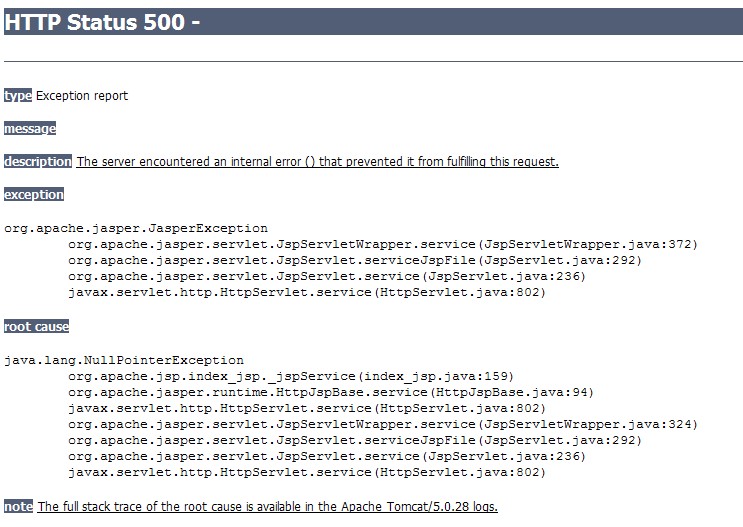 HTTP Status 500 -
type Exception report
message
description The server encountered an internal error () that prevented it from fulfilling this request.
exception
org.apache.jasper.JasperException
org.apache.jasper.servlet.JspServletWrapper.service(JspServletWrapper.java:372)
org.apache.jasper.servlet.JspServlet.serviceJspFile(JspServlet.java:292)
org.apache.jasper.servlet.JspServlet.service(JspServlet.java:236)
javax.servlet.http.HttpServlet.service(HttpServlet.java:802)
root cause
java.lang.NullPointerException
org.apache.jsp.index_jsp._jspService(index_jsp.java:159)
org.apache.jasper.runtime.HttpJspBase.service(HttpJspBase.java:94)
javax.servlet.http.HttpServlet.service(HttpServlet.java:802)
org.apache.jasper.servlet.JspServletWrapper.service(JspServletWrapper.java:324)
org.apache.jasper.servlet.JspServlet.serviceJspFile(JspServlet.java:292)
org.apache.jasper.servlet.JspServlet.service(JspServlet.java:236)
javax.servlet.http.HttpServlet.service(HttpServlet.java:802)
note The full stack trace of the root cause is available in the Apache Tomcat/5.0.28 logs.